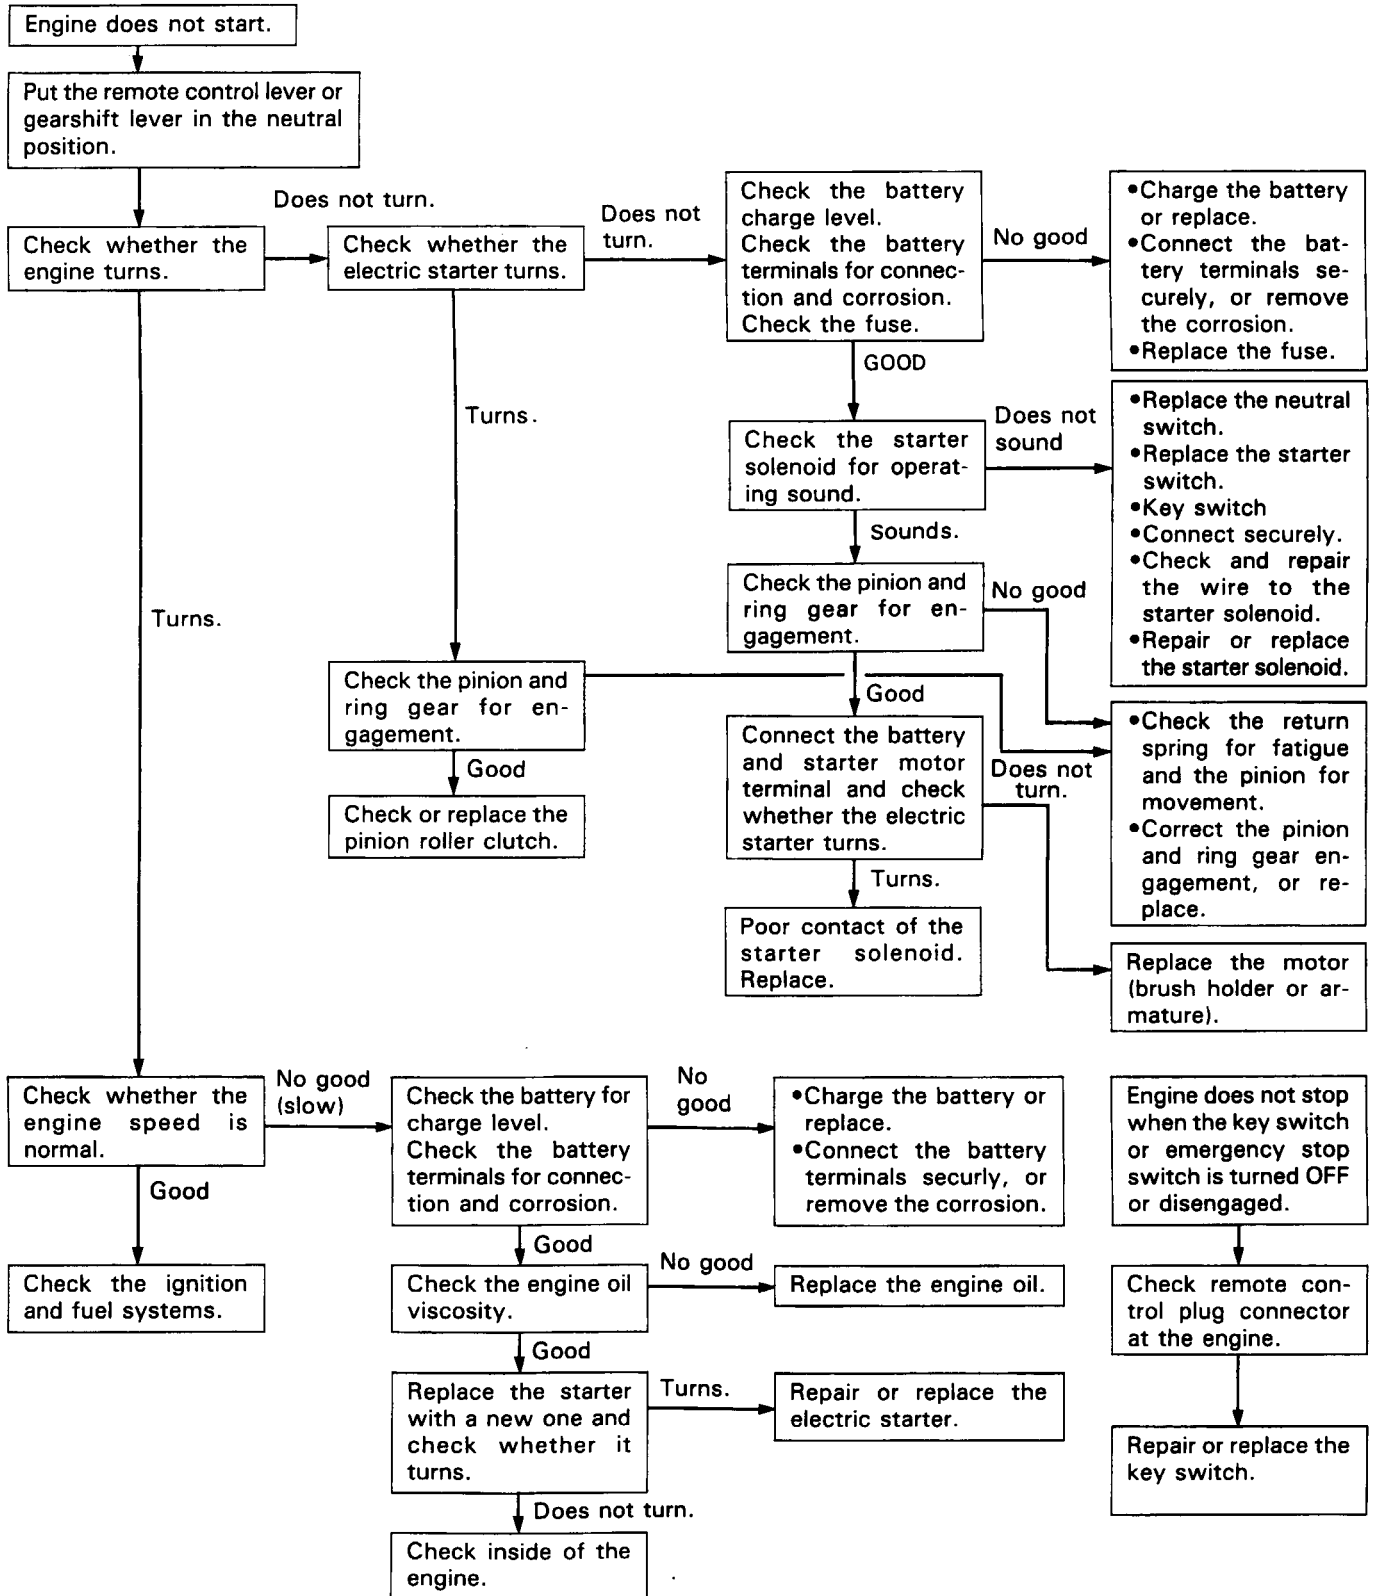 Engine does not start.
Put the remote control lever or
gearshift lever in the neutral
position.
Does not turn.
Check whether the
engine turns.
Check whether the
electric starter turns.
Does not
turn.
Check the battery
charge level.
Check the battery
terminals for connec-
tion and corrosion.
Check the fuse.
No good
•Charge the battery
or replace.
•Connect the bat-
tery terminals se-
curely, or remove
the corrosion.
•Replace the fuse.
GOOD
Turns.
Check the starter
solenoid for operat-
ing sound.
Does not
sound
•Replace the neutral
switch.
•Replace the starter
switch.
•Key switch
•Connect securely.
•Check and repair
the wire to the
starter solenoid.
•Repair or replace
the starter solenoid.
Sounds.
Check the pinion and
ring gear for en-
gagement.
No good
Turns.
Check the pinion and
ring gear for en-
gagement.
Good
Connect the battery
and starter motor
terminal and check
whether the electric
starter turns.
Does not
turn.
•Check the return
spring for fatigue
and the pinion for
movement.
•Correct the pinion
and ring gear en-
gagement, or re-
place.
Good
Check or replace the
pinion roller clutch.
Turns.
Poor contact of the
starter solenoid.
Replace.
Replace the motor
(brush holder or ar-
mature).
Check whether the
engine speed is
normal.
No good
(slow)
Check the battery for
charge level.
Check the battery
terminals for connec-
tion and corrosion.
No
good
•Charge the battery or
replace.
•Connect the battery
terminals securly, or
remove the corrosion.
Engine does not stop
when the key switch
or emergency stop
switch is turned OFF
or disengaged.
Good
Good
Check the ignition
and fuel systems.
Check the engine oil
viscosity.
No good
Replace the engine oil.
Check remote con-
trol plug connector
at the engine.
Good
Replace the starter
with a new one and
check whether it
turns.
Turns.
Repair or replace the
electric starter.
Repair or replace the
key switch.
Does not turn.
Check inside of the
engine.